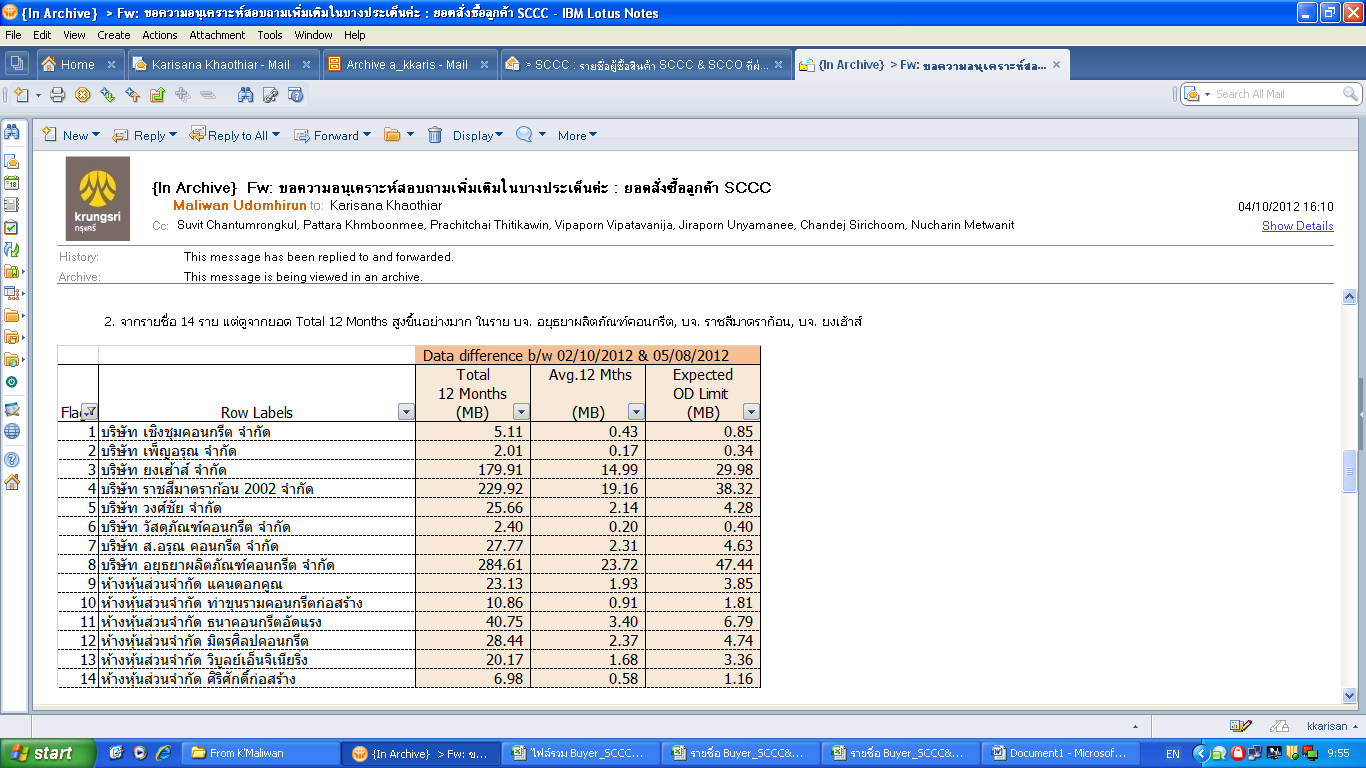 {In Archive} > Fw: ขอความอนุเคราะห์สอบถามเพิ่มเติมในบางประเด็นค่ะ : ยอดสั่งซื้อลูกค้า SCCC - IBM Lotus Notes
File Edit View Create Actions Attachment Tools Window Help
Home Karisana Khaothiar - Mail Archive a_kkaris - Mail > SCCC : รายชื่อผู้ซื้อสินค้า SCCC & SCCO ที่ผ่... {In Archive} > Fw: ขอความอนุเคราะห์สอ...
Search All Mail
New Reply Reply to All Forward Display More
krungsri
กรุงศรี
{In Archive} Fw: ขอความอนุเคราะห์สอบถามเพิ่มเติมในบางประเด็นค่ะ : ยอดสั่งซื้อลูกค้า SCCC
Maliwan Udomhirun to: Karisana Khaothiar 04/10/2012 16:10
Cc: Suvit Chantumrongkul, Pattara Khmboonmee, Prachitchai Thitikawin, Vipaporn Vipatavanija, Jiraporn Unyamanee, Chandej Sirichoom, Nucharin Metwanit Show Details
History: This message has been replied to and forwarded.
Archive: This message is being viewed in an archive.
2. จากรายชื่อ 14 ราย แต่ดูจากยอด Total 12 Months สูงขึ้นอย่างมาก ในราย บจ. อยุธยาผลิตภัณฑ์คอนกรีต, บจ. ราชสีมาดราก้อน, บจ. ยงเฮ้าส์
Data difference b/w 02/10/2012 & 05/08/2012
Total Avg.12 Mths Expected
12 Months OD Limit
Flag Row Labels (MB) (MB) (MB)
1 บริษัท เชิงชุมคอนกรีต จำกัด 5.11 0.43 0.85
2 บริษัท เพ็ญอรุณ จำกัด 2.01 0.17 0.34
3 บริษัท ยงเฮ้าส์ จำกัด 179.91 14.99 29.98
4 บริษัท ราชสีมาดราก้อน 2002 จำกัด 229.92 19.16 38.32
5 บริษัท วงศ์ชัย จำกัด 25.66 2.14 4.28
6 บริษัท วัสดุภัณฑ์คอนกรีต จำกัด 2.40 0.20 0.40
7 บริษัท ส.อรุณ คอนกรีต จำกัด 27.77 2.31 4.63
8 บริษัท อยุธยาผลิตภัณฑ์คอนกรีต จำกัด 284.61 23.72 47.44
9 ห้างหุ้นส่วนจำกัด แคนดอกคูณ 23.13 1.93 3.85
10 ห้างหุ้นส่วนจำกัด ท่าขุนรามคอนกรีตก่อสร้าง 10.86 0.91 1.81
11 ห้างหุ้นส่วนจำกัด ธนาคอนกรีตอัดแรง 40.75 3.40 6.79
12 ห้างหุ้นส่วนจำกัด มิตรศิลปคอนกรีต 28.44 2.37 4.74
13 ห้างหุ้นส่วนจำกัด วิบูลย์เอ็นจิเนียริ่ง 20.17 1.68 3.36
14 ห้างหุ้นส่วนจำกัด ศิริศักดิ์ก่อสร้าง 6.98 0.58 1.16
kkarisan
start From K'Maliwan {In Archive} > Fw: ข... ไฟล์รวม Buyer_SCCC... รายชื่อ Buyer_SCCC&... รายชื่อ Buyer_SCCC&... Document1 - Microsof... EN 9:55